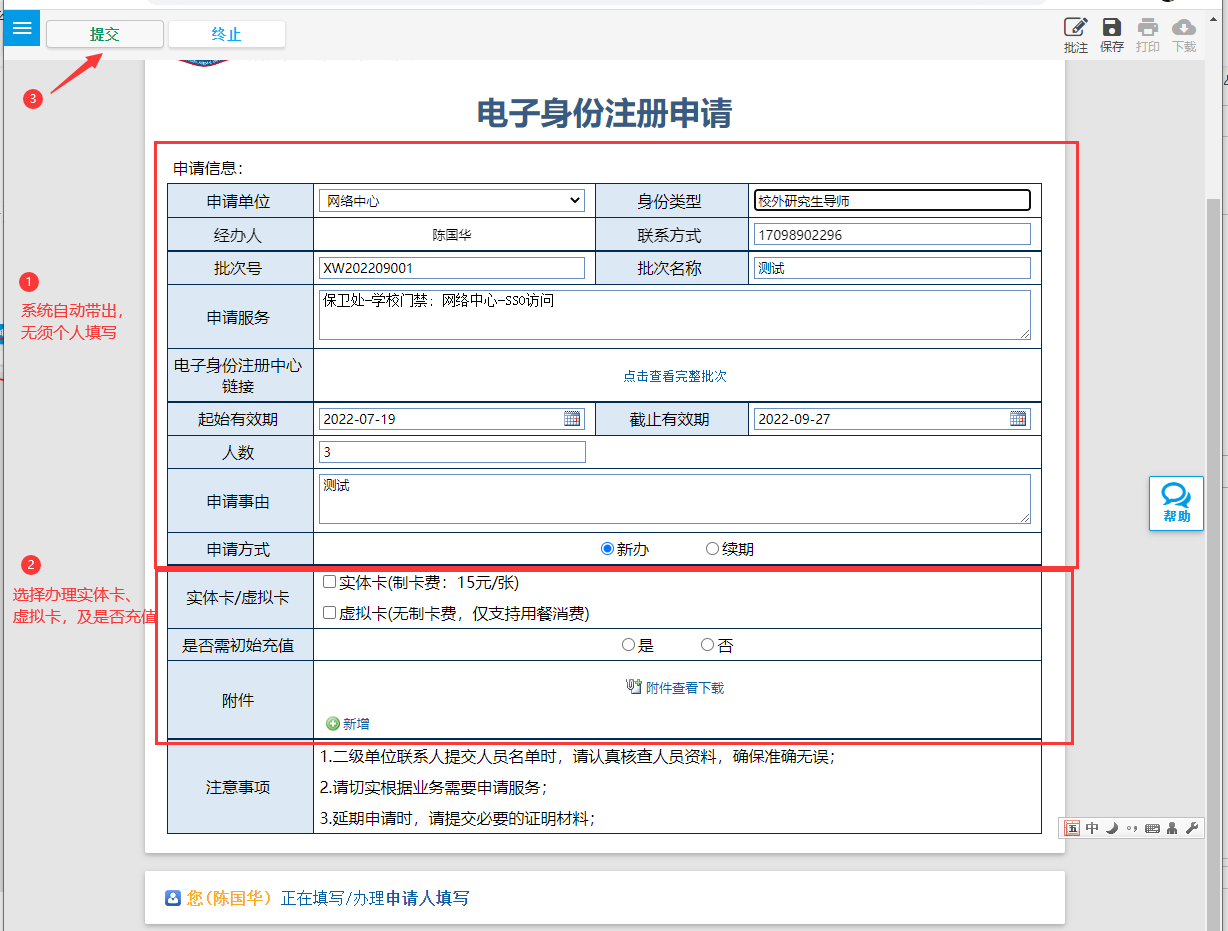 提交
终止
批注
保存
打印
下载
3
电子身份注册申请
申请信息：
申请单位
网络中心
身份类型
校外研究生导师
经办人
陈国华
联系方式
17098902296
批次号
XW202209001
批次名称
测试
1
系统自动带出，
无须个人填写
申请服务
保卫处-学校门禁；网络中心-SSO访问
电子身份注册中心
链接
点击查看完整批次
起始有效期
2022-07-19
截止有效期
2022-09-27
人数
3
申请事由
测试
帮助
申请方式
新办
续期
2
选择办理实体卡、
虚拟卡，及是否充值
实体卡/虚拟卡
实体卡(制卡费：15元/张)
虚拟卡(无制卡费，仅支持用餐消费)
是否需初始充值
是
否
附件
附件查看下载
新增
注意事项
1.二级单位联系人提交人员名单时，请认真核查人员资料，确保准确无误；
2.请切实根据业务需要申请服务；
3.延期申请时，请提交必要的证明材料；
五 中
您(陈国华) 正在填写/办理申请人填写